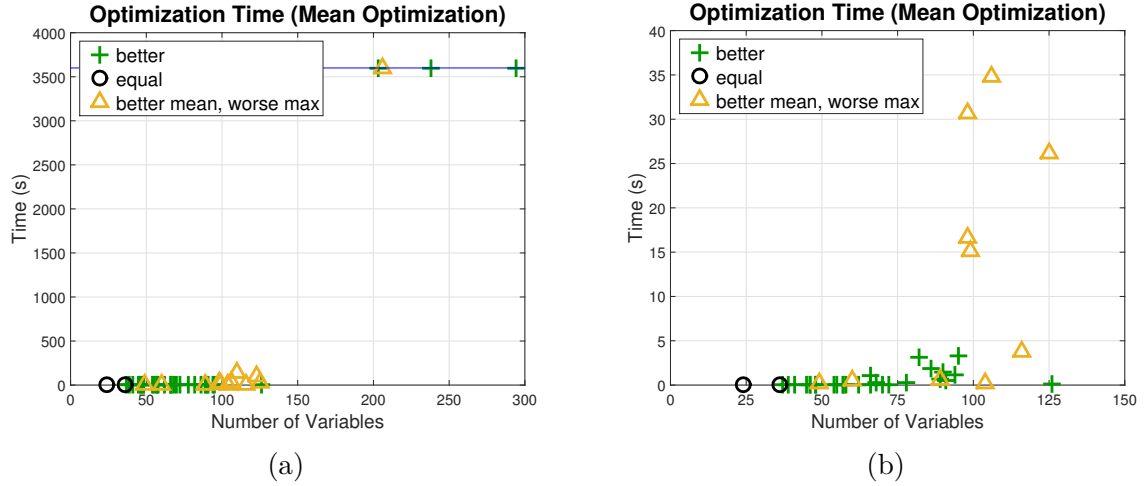 Optimization Time (Mean Optimization)
4000
3500
3000
2500
2000
1500
1000
500
0
Time (s)
better
equal
better mean, worse max
0 50 100 150 200 250 300
Number of Variables
(a)
Optimization Time (Mean Optimization)
40
35
30
25
20
15
10
5
0
Time (s)
better
equal
better mean, worse max
0 25 50 75 100 125 150
Number of Variables
(b)